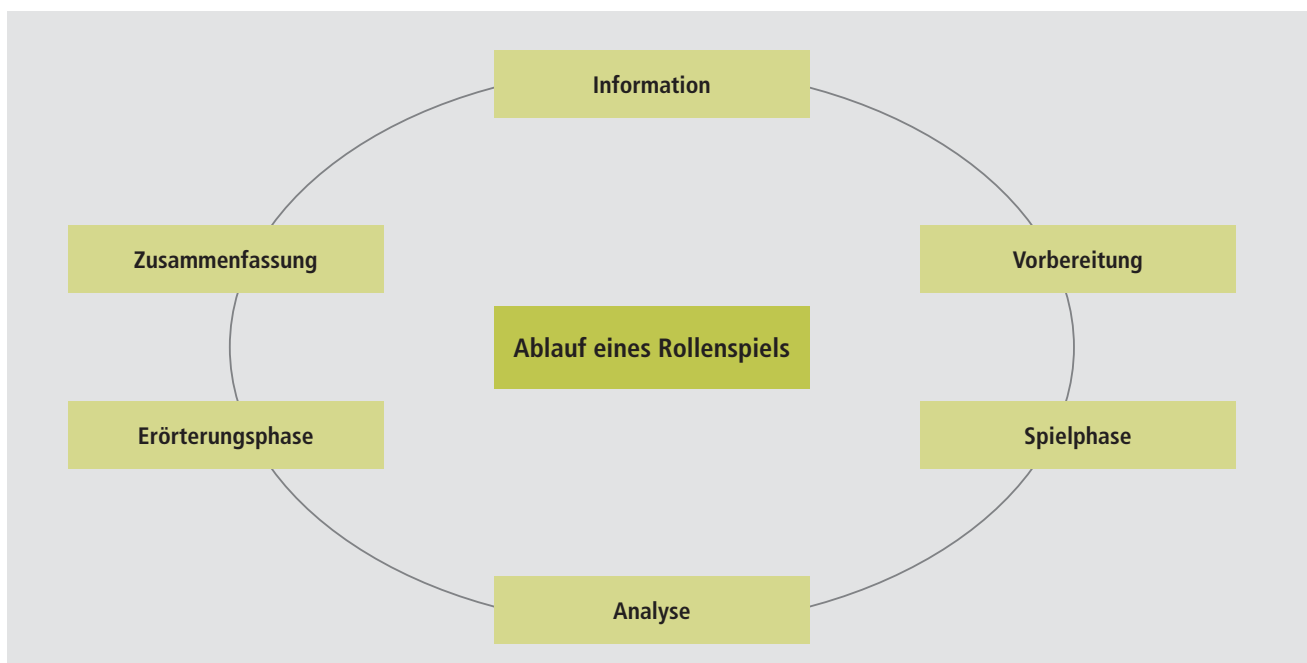 Information
Zusammenfassung
Vorbereitung
Ablauf eines Rollenspiels
Erörterungsphase
Spielphase
Analyse